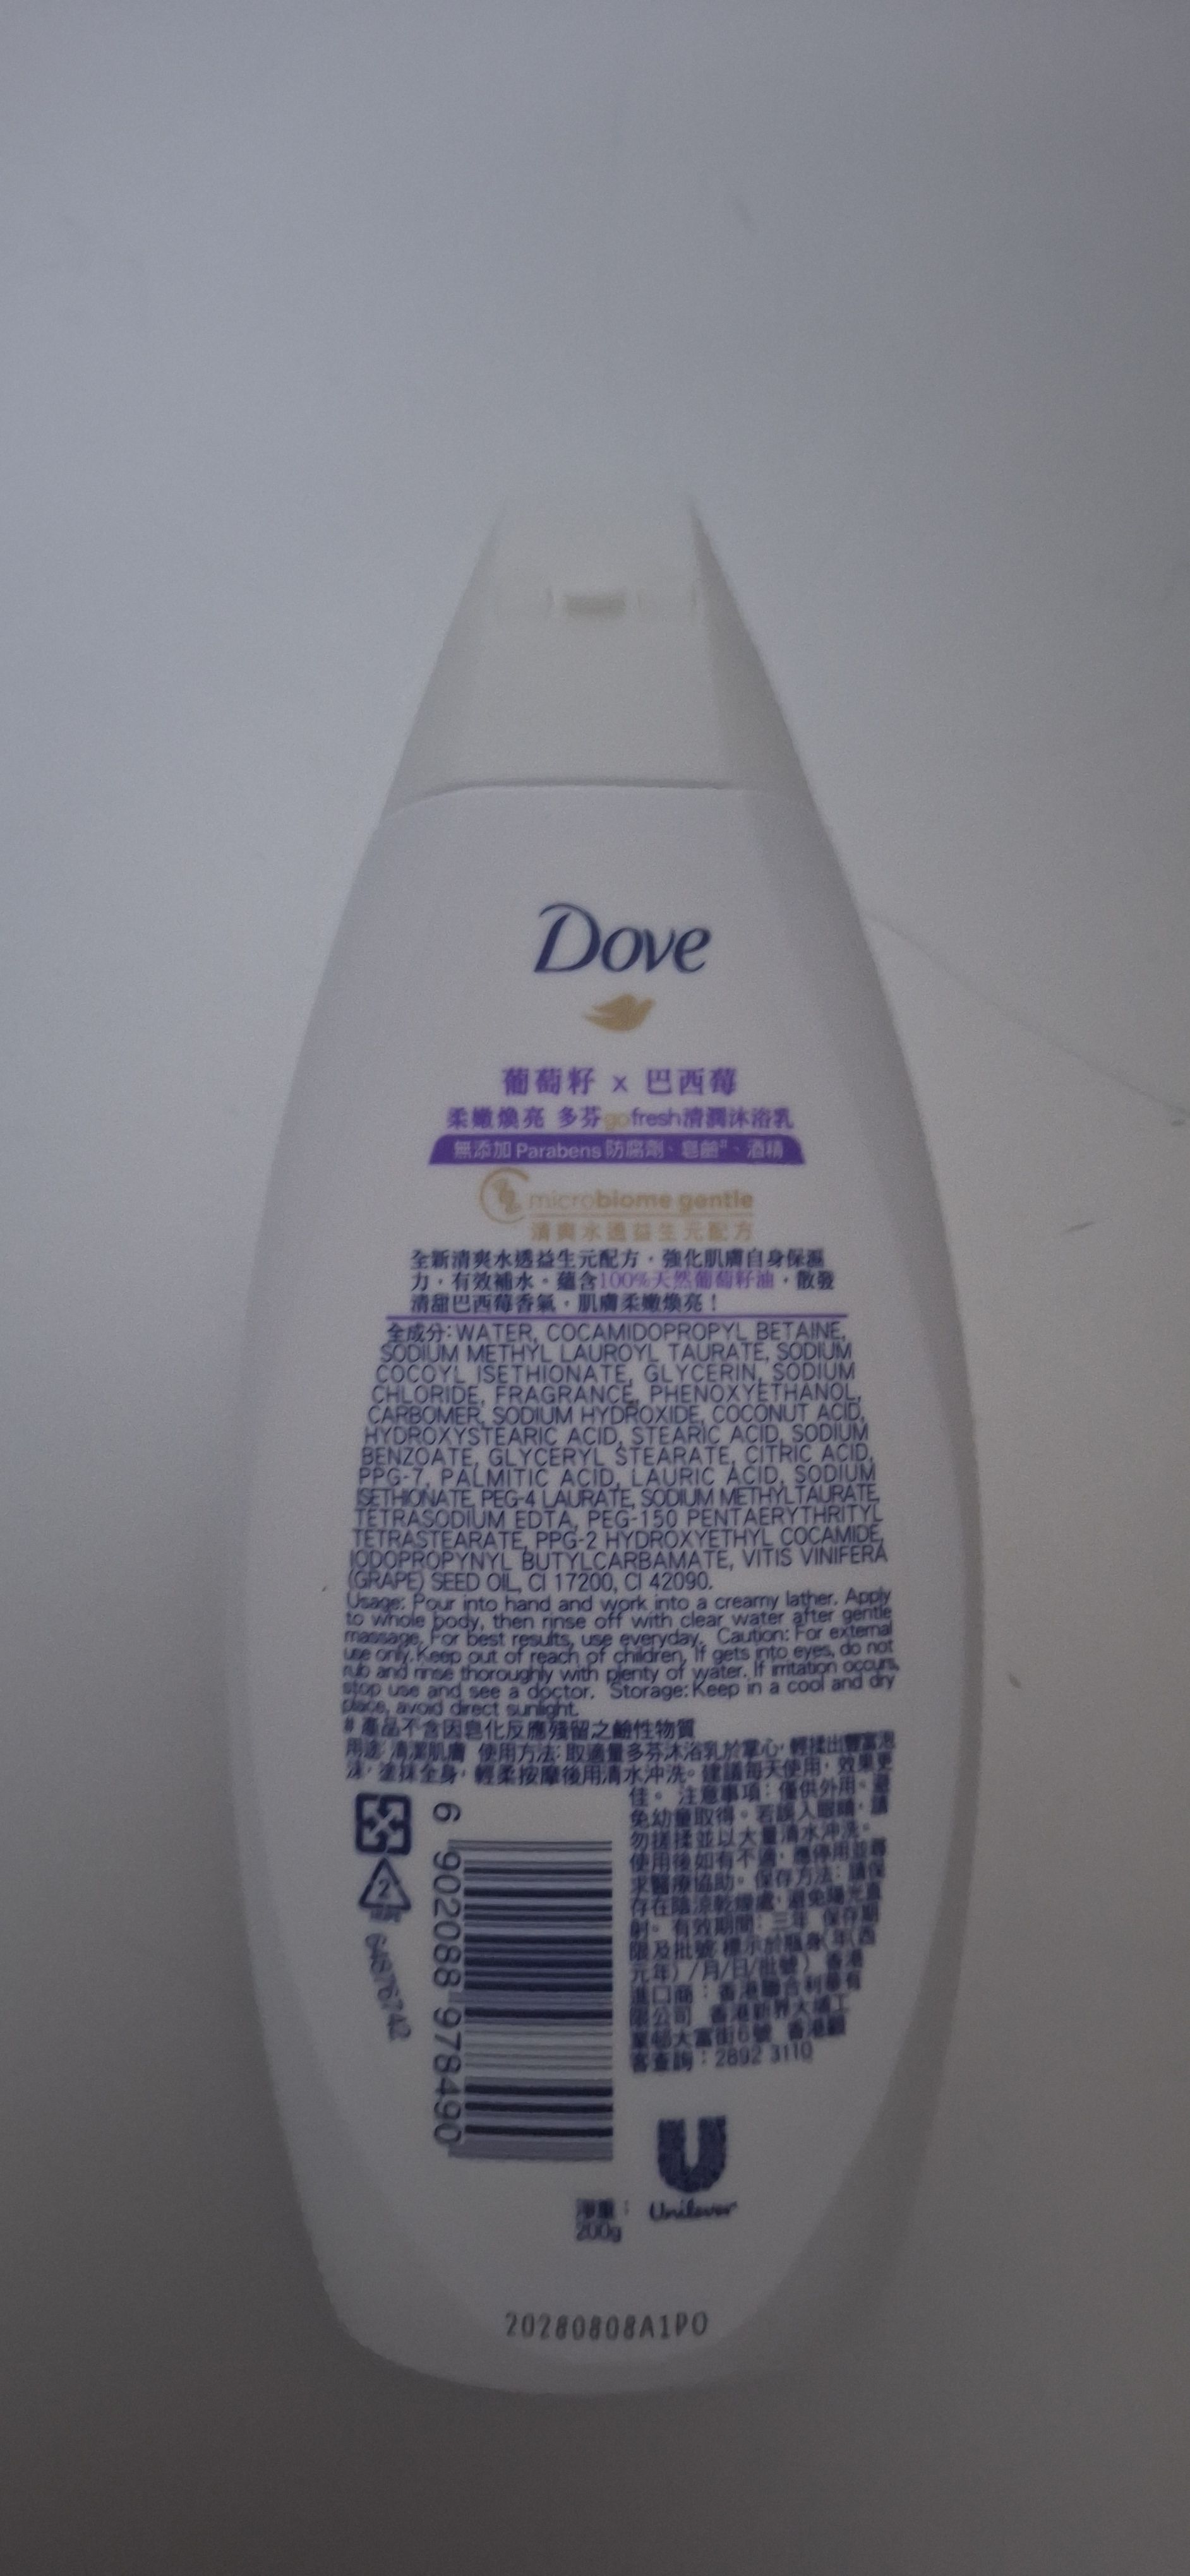 Dove
葡萄籽 x 巴西莓
柔嫩煥亮 多芬go fresh清潤沐浴乳
無添加 Parabens 防腐劑、皂鹼#、酒精
microbiome gentle
清爽水透益生元配方
全新清爽水透益生元配方,強化肌膚自身保濕
力,有效補水。蘊含100%天然葡萄籽油,散發
清甜巴西莓香氣,肌膚柔嫩煥亮!
全成分:WATER, COCAMIDOPROPYL BETAINE,
SODIUM METHYL LAUROYL TAURATE, SODIUM
COCOYL ISETHIONATE, GLYCERIN, SODIUM
CHLORIDE, FRAGRANCE, PHENOXYETHANOL,
CARBOMER, SODIUM HYDROXIDE, COCONUT ACID,
HYDROXYSTEARIC ACID, STEARIC ACID, SODIUM
BENZOATE, GLYCERYL STEARATE, CITRIC ACID,
PPG-7, PALMITIC ACID, LAURIC ACID, SODIUM
ISETHIONATE, PEG-4 LAURATE, SODIUM METHYLTAURATE,
TETRASODIUM EDTA, PEG-150 PENTAERYTHRITYL
TETRASTEARATE, PPG-2 HYDROXYETHYL COCAMIDE,
IODOPROPYNYL BUTYLCARBAMATE, VITIS VINIFERA
(GRAPE) SEED OIL, CI 17200, CI 42090.
Usage: Pour into hand and work into a creamy lather. Apply
to whole body, then rinse off with clear water after gentle
massage. For best results, use everyday. Caution: For external
use only. Keep out of reach of children. If gets into eyes, do not
rub and rinse thoroughly with plenty of water. If irritation occurs,
stop use and see a doctor. Storage: Keep in a cool and dry
place, avoid direct sunlight.
# 產品不含因皂化反應殘留之鹼性物質
用途: 清潔肌膚 使用方法: 取適量多芬沐浴乳於掌心,輕揉出豐富泡
沫,塗抹全身,輕柔按摩後用清水沖洗。建議每天使用,效果更
佳。 注意事項:僅供外用。避
免幼童取得。若誤入眼睛,請
勿搓揉並以大量清水沖洗。
使用後如有不適,應停用並尋
求醫療協助。保存方法:請保
存在陰涼乾燥處,避免陽光直
射。有效期間:三年 保存期
限及批號 標示於瓶身(年(西
元年)/月/日/批號) 香港
進口商:香港聯合利華有
限公司 香港新界大埔工
業邨大富街6號 香港顧
客查詢:2892 3110
2
64876742
6 902088 978490
Unilever
淨重:
200g
20280808A1PO